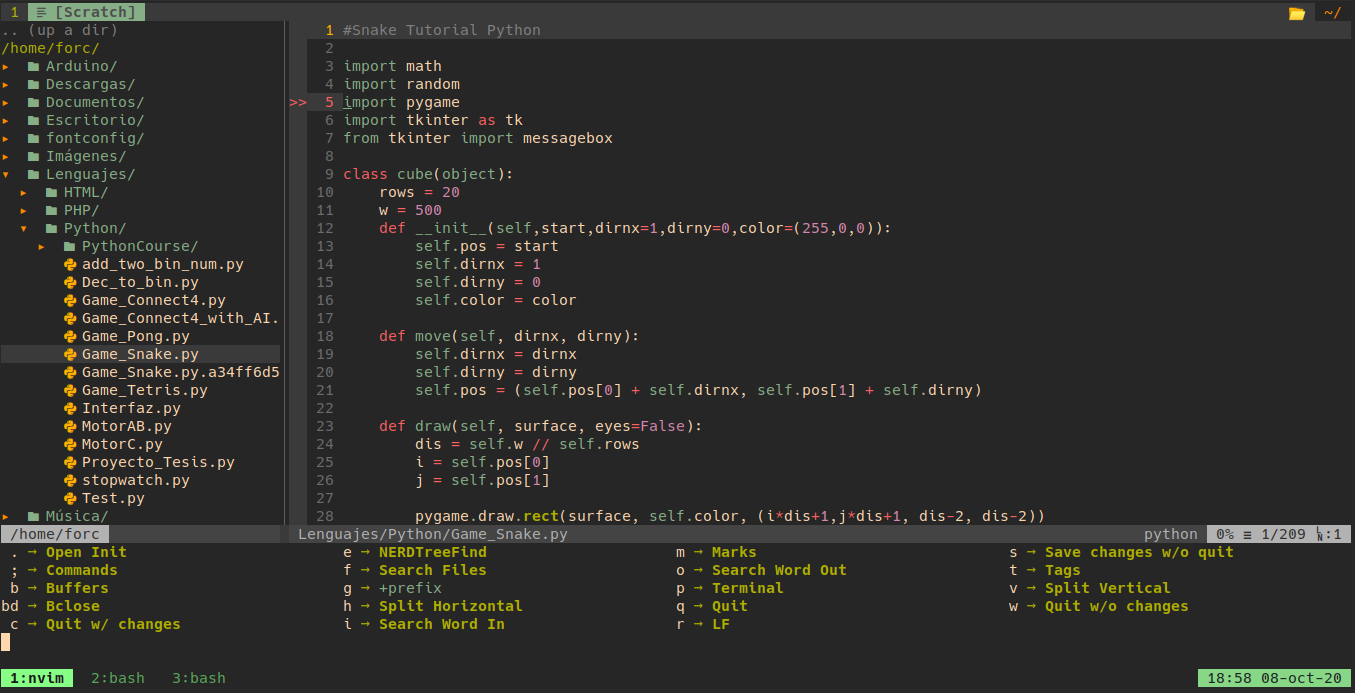 1 [Scratch] ~/
.. (up a dir)
/home/forc/
Arduino/
Descargas/
Documentos/
Escritorio/
fontconfig/
Imágenes/
Lenguajes/
HTML/
PHP/
Python/
PythonCourse/
add_two_bin_num.py
Dec_to_bin.py
Game_Connect4.py
Game_Connect4_with_AI.
Game_Pong.py
Game_Snake.py
Game_Snake.py.a34ff6d5
Game_Tetris.py
Interfaz.py
MotorAB.py
MotorC.py
Proyecto_Tesis.py
stopwatch.py
Test.py
Música/
1 #Snake Tutorial Python
2
3 import math
4 import random
>> 5 import pygame
6 import tkinter as tk
7 from tkinter import messagebox
8
9 class cube(object):
10     rows = 20
11     w = 500
12     def __init__(self,start,dirnx=1,dirny=0,color=(255,0,0)):
13         self.pos = start
14         self.dirnx = 1
15         self.dirny = 0
16         self.color = color
17
18     def move(self, dirnx, dirny):
19         self.dirnx = dirnx
20         self.dirny = dirny
21         self.pos = (self.pos[0] + self.dirnx, self.pos[1] + self.dirny)
22
23     def draw(self, surface, eyes=False):
24         dis = self.w // self.rows
25         i = self.pos[0]
26         j = self.pos[1]
27
28         pygame.draw.rect(surface, self.color, (i*dis+1,j*dis+1, dis-2, dis-2))
/home/forc Lenguajes/Python/Game_Snake.py python 0% ≡ 1/209 ␤:1
. → Open Init e → NERDTreeFind m → Marks s → Save changes w/o quit
; → Commands f → Search Files o → Search Word Out t → Tags
b → Buffers g → +prefix p → Terminal v → Split Vertical
bd → Bclose h → Split Horizontal q → Quit w → Quit w/o changes
c → Quit w/ changes i → Search Word In r → LF
1:nvim 2:bash 3:bash 18:58 08-oct-20